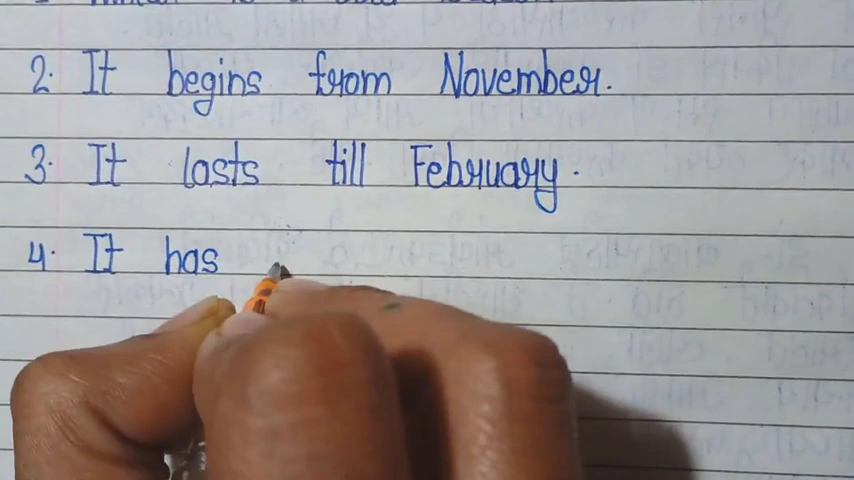 2. It begins from November.
3. It lasts till February.
4. It has